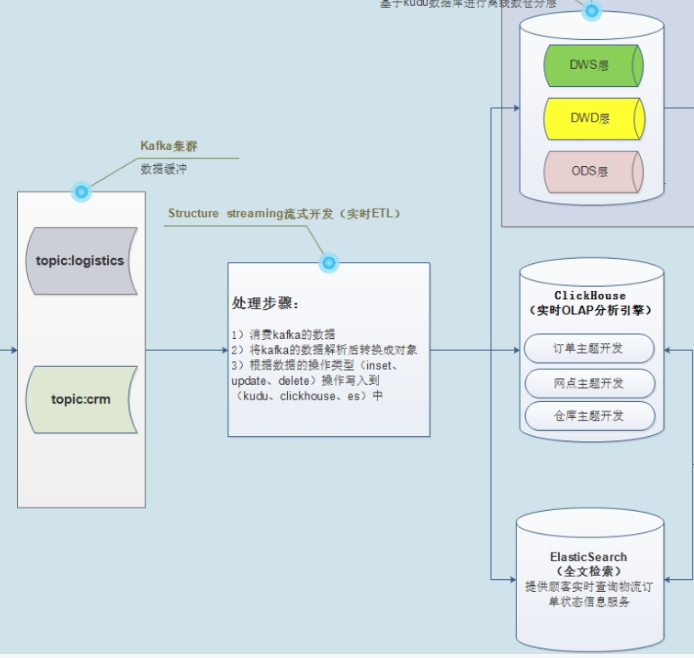 基于kudu数据库进行离线数仓分层
DWS层
DWD层
ODS层
Kafka集群
数据缓冲
Structure streaming流式开发（实时ETL）
topic:logistics
topic:crm
处理步骤：
1）消费kafka的数据
2）将kafka的数据解析后转换成对象
3）根据数据的操作类型（inset、
update、delete）操作写入到
（kudu、clickhouse、es）中
ClickHouse
（实时OLAP分析引擎）
订单主题开发
网点主题开发
仓库主题开发
ElasticSearch
（全文检索）
提供顾客实时查询物流订
单状态信息服务